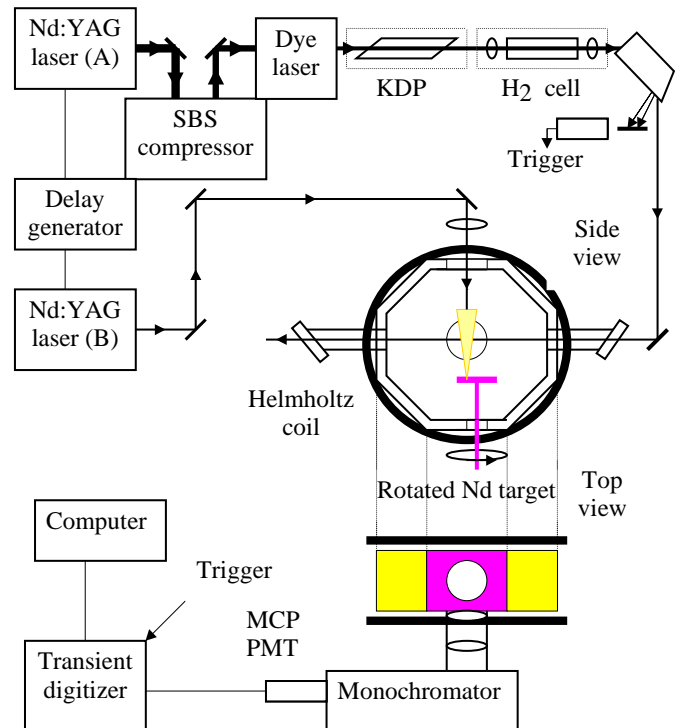 Nd:YAG
laser (A)
Dye
laser
KDP
H2 cell
SBS
compressor
Trigger
Delay
generator
Side
view
Nd:YAG
laser (B)
Helmholtz
coil
Rotated Nd target
Top
view
Computer
Trigger
MCP
PMT
Transient
digitizer
Monochromator